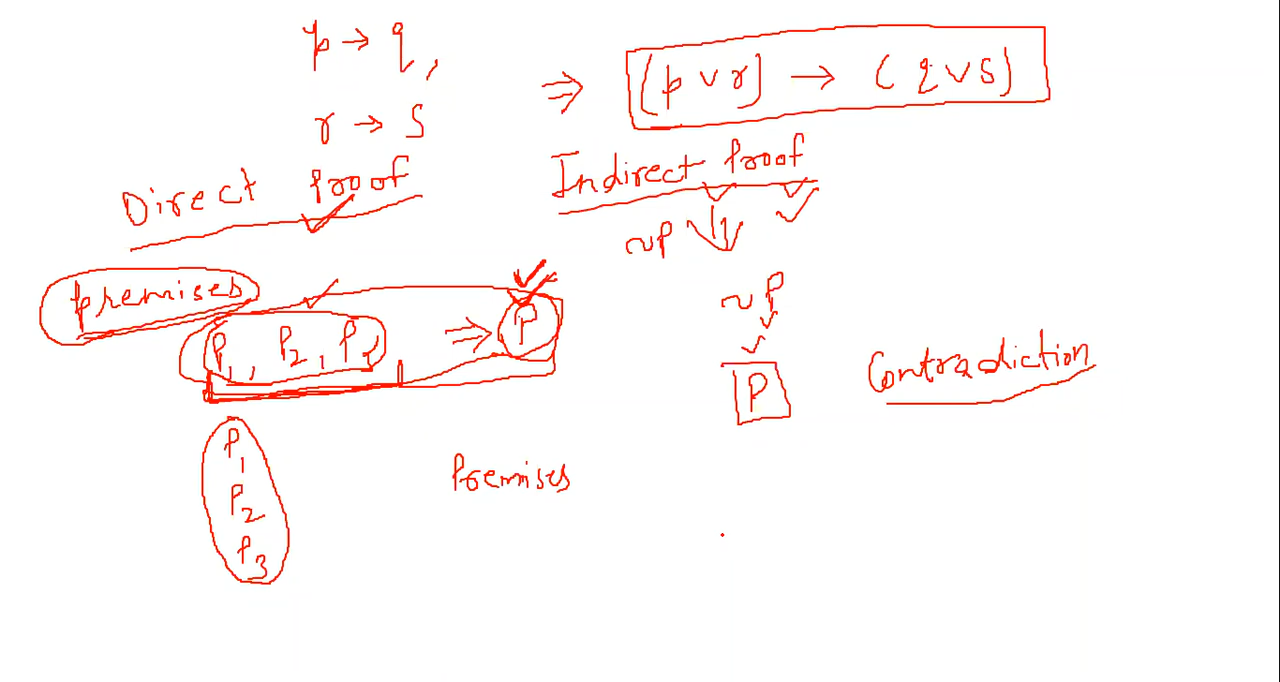 p → q,
r → s
⇒ (p ∨ r) → (q ∨ s)
Direct Proof
Indirect Proof
~P
premises
P1, P2, P3 ⇒ P
~P
P
Contradiction
P1
P2
P3
Premises